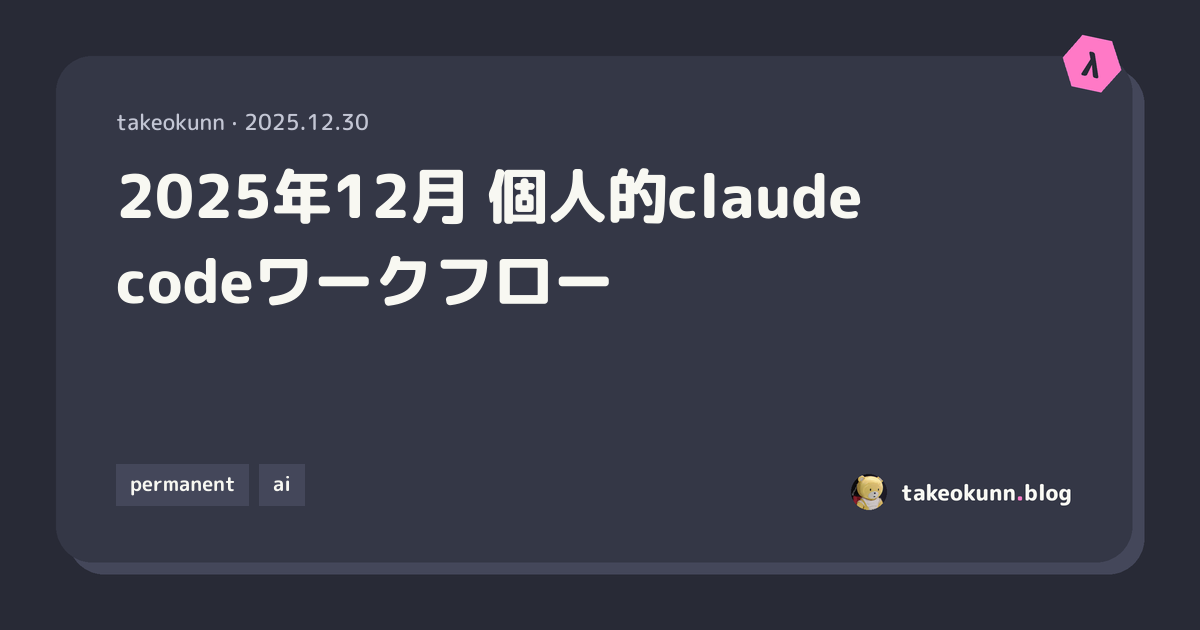 λ
takeokunn · 2025.12.30
2025年12月 個人的claude
codeワークフロー
permanent ai
takeokunn.blog